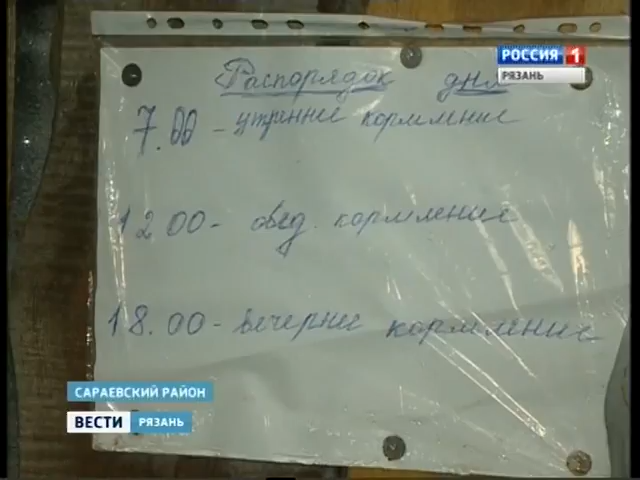 РОССИЯ 1
РЯЗАНЬ
Распорядок дня
7.00 - утреннее кормление
12 00 - обед. кормление
18.00 - вечернее кормление
САРАЕВСКИЙ РАЙОН
ВЕСТИ РЯЗАНЬ